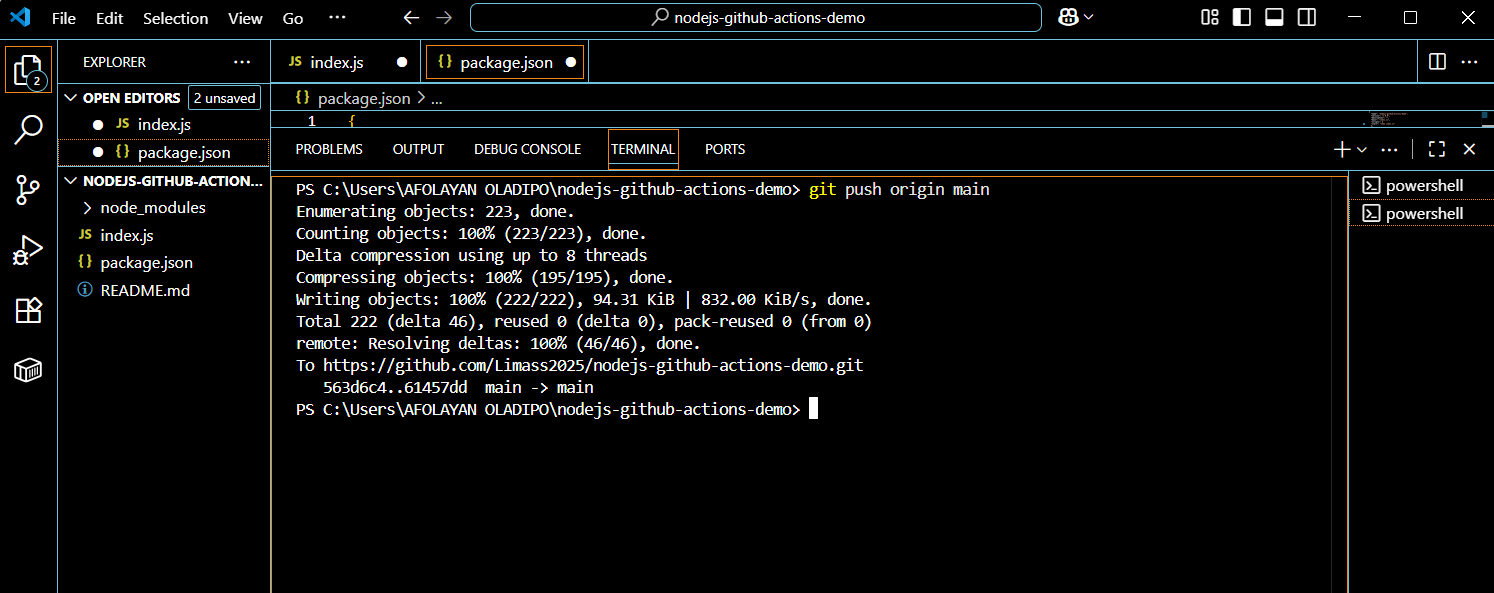 File Edit Selection View Go ... nodejs-github-actions-demo
EXPLORER ...
2
OPEN EDITORS 2 unsaved
JS index.js
{} package.json
NODEJS-GITHUB-ACTION...
node_modules
JS index.js
{} package.json
README.md
JS index.js
{} package.json
{} package.json > ...
1 {
PROBLEMS OUTPUT DEBUG CONSOLE TERMINAL PORTS
PS C:\Users\AFOLAYAN OLADIPO\nodejs-github-actions-demo> git push origin main
Enumerating objects: 223, done.
Counting objects: 100% (223/223), done.
Delta compression using up to 8 threads
Compressing objects: 100% (195/195), done.
Writing objects: 100% (222/222), 94.31 KiB | 832.00 KiB/s, done.
Total 222 (delta 46), reused 0 (delta 0), pack-reused 0 (from 0)
remote: Resolving deltas: 100% (46/46), done.
To https://github.com/Limass2025/nodejs-github-actions-demo.git
563d6c4..61457dd main -> main
PS C:\Users\AFOLAYAN OLADIPO\nodejs-github-actions-demo>
powershell
powershell